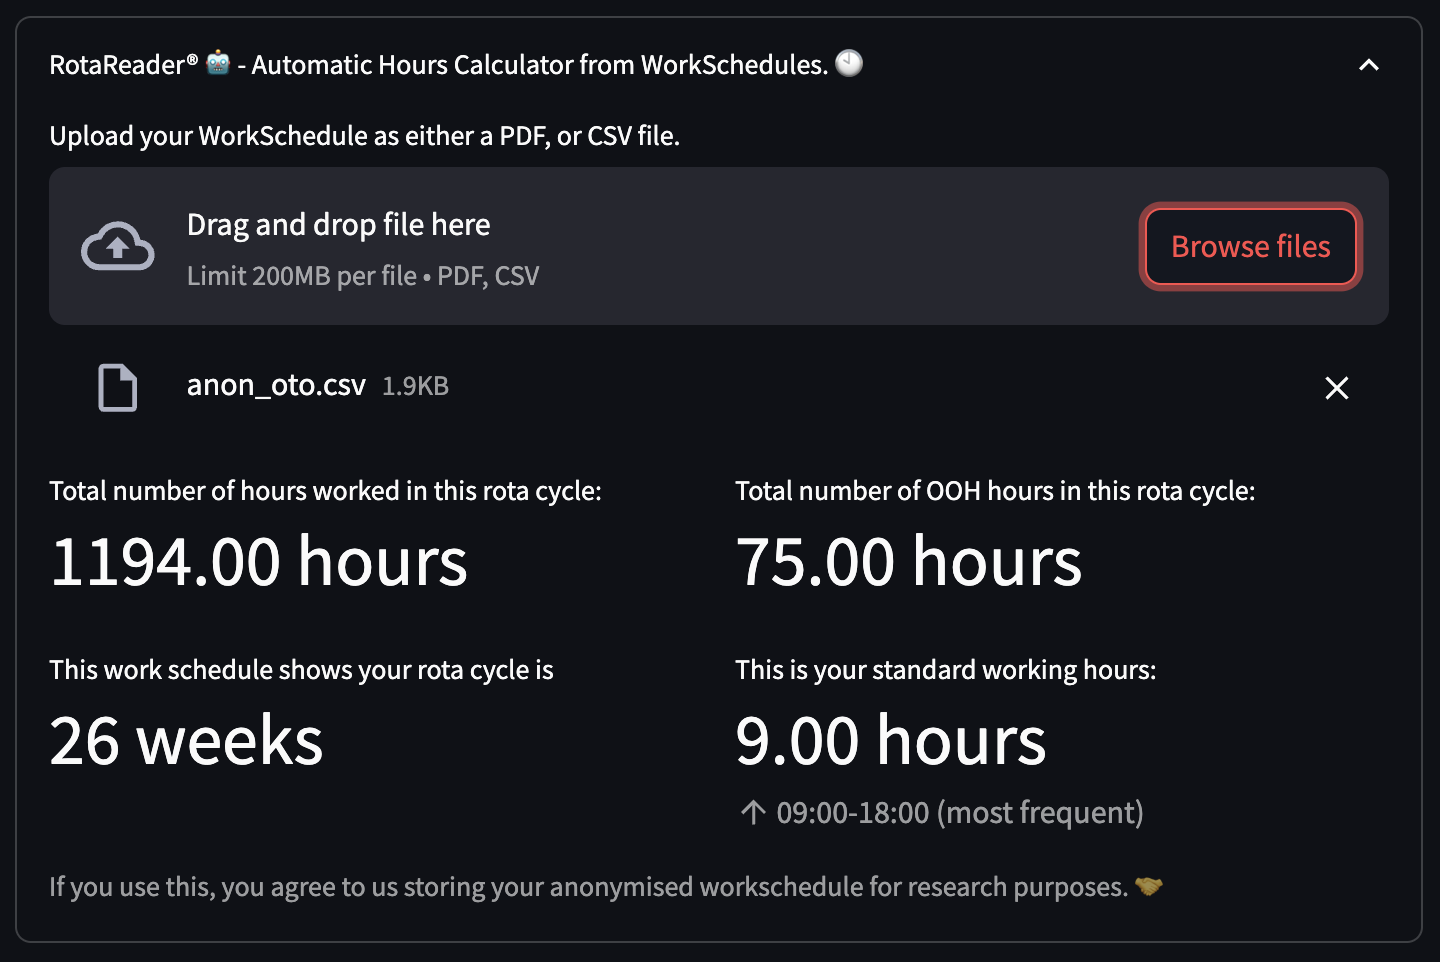 RotaReader® 🤖 - Automatic Hours Calculator from WorkSchedules. 🕙
Upload your WorkSchedule as either a PDF, or CSV file.
Drag and drop file here
Limit 200MB per file • PDF, CSV
Browse files
anon_oto.csv 1.9KB
Total number of hours worked in this rota cycle:
1194.00 hours
Total number of OOH hours in this rota cycle:
75.00 hours
This work schedule shows your rota cycle is
26 weeks
This is your standard working hours:
9.00 hours
↑ 09:00-18:00 (most frequent)
If you use this, you agree to us storing your anonymised workschedule for research purposes. 🤝